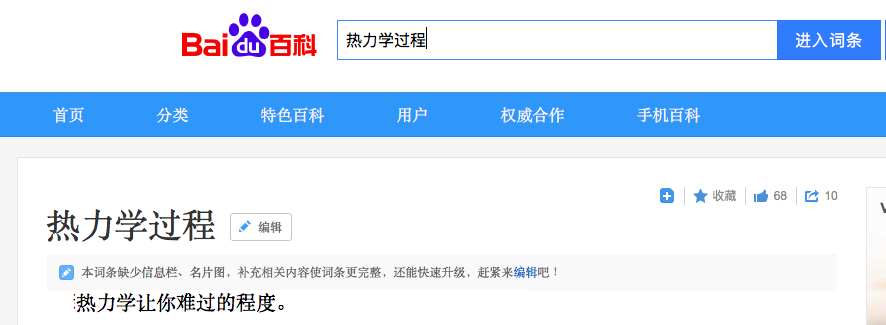 Bai du 百科
热力学过程
进入词条
首页 分类 特色百科 用户 权威合作 手机百科
收藏 68 10
热力学过程 编辑
本词条缺少信息栏、名片图，补充相关内容使词条更完整，还能快速升级，赶紧来编辑吧！
热力学让你难过的程度。